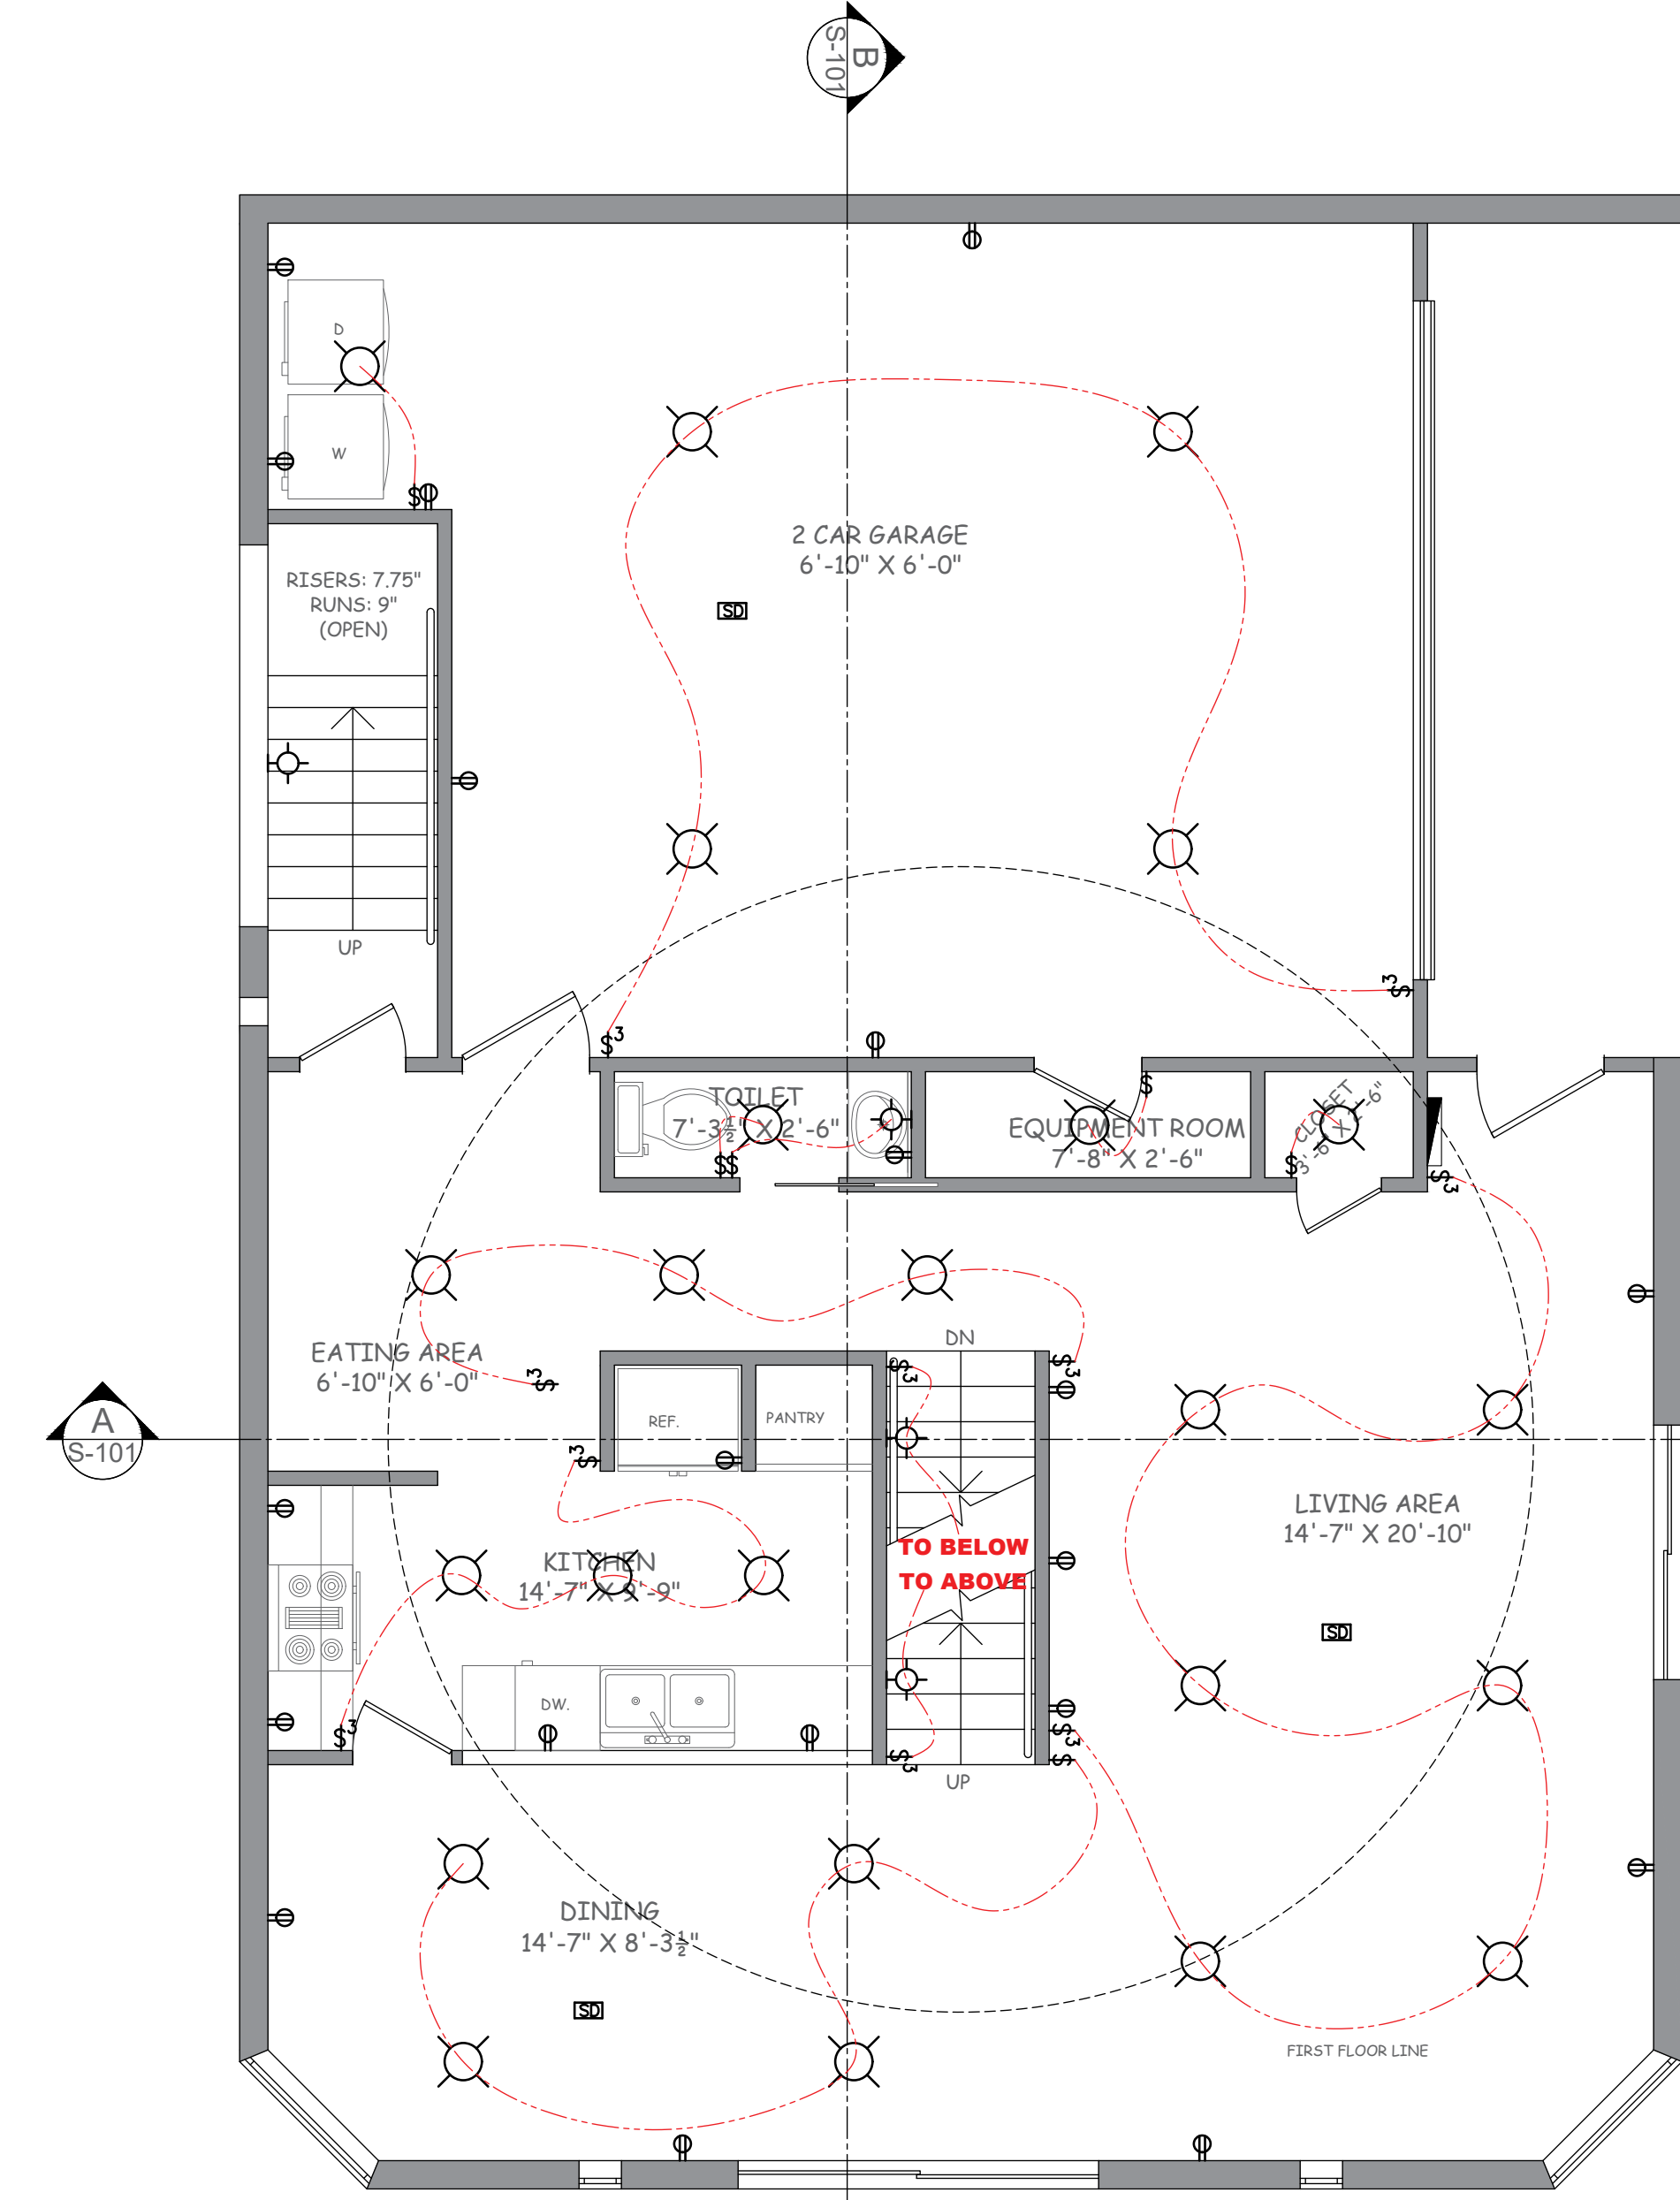 B
S-101
D
W
2 CAR GARAGE
6'-10" X 6'-0"
RISERS: 7.75"
RUNS: 9"
(OPEN)
SD
UP
$3
$3
$
$
TOILET
7'-3½" X 2'-6"
$$
EQUIPMENT ROOM
7'-8" X 2'-6"
$
CLOSET
3'-6" X 2'-6"
$
$3
EATING AREA
6'-10" X 6'-0"
$3
DN
$3
$3
REF.
PANTRY
A
S-101
$3
LIVING AREA
14'-7" X 20'-10"
TO BELOW
TO ABOVE
KITCHEN
14'-7" X 9'-9"
SD
DW.
$3
$3
$3
$
UP
DINING
14'-7" X 8'-3½"
SD
FIRST FLOOR LINE